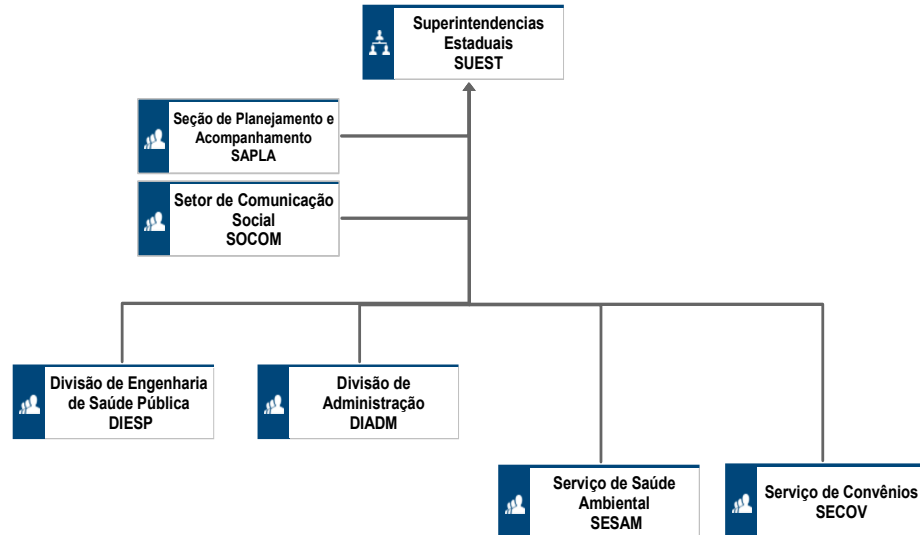 Superintendencias
Estaduais
SUEST
Seção de Planejamento e
Acompanhamento
SAPLA
Setor de Comunicação
Social
SOCOM
Divisão de Engenharia
de Saúde Pública
DIESP
Divisão de
Administração
DIADM
Serviço de Saúde
Ambiental
SESAM
Serviço de Convênios
SECOV